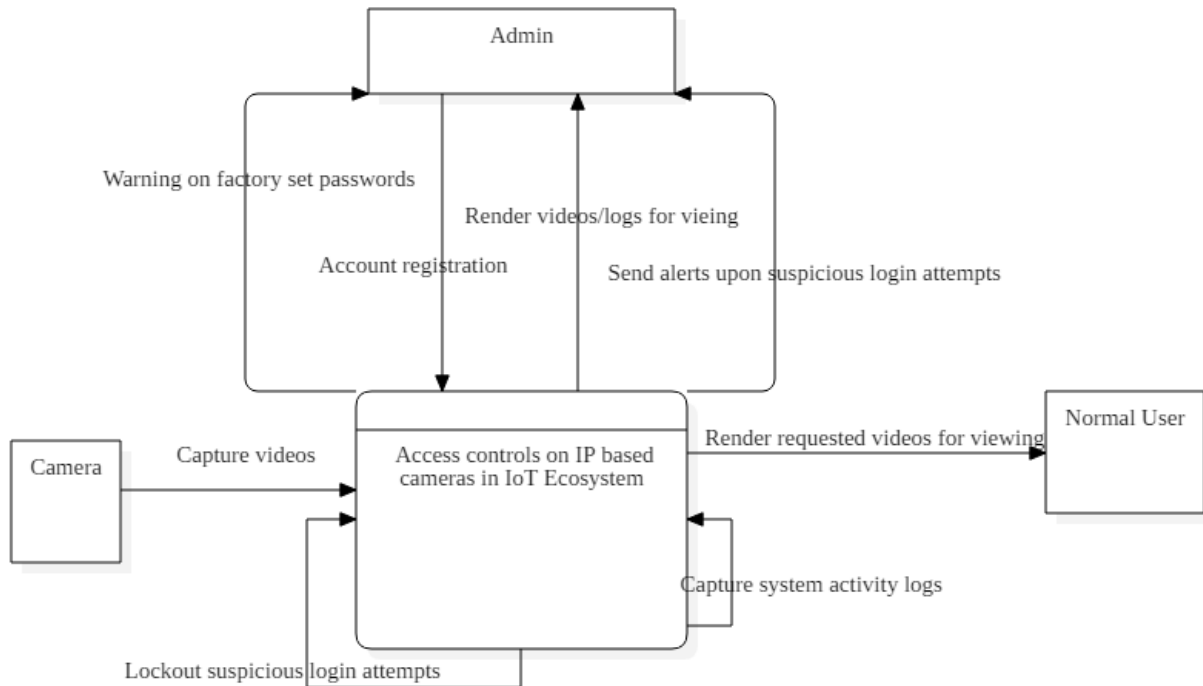 Admin
Warning on factory set passwords
Render videos/logs for vieing
Account registration
Send alerts upon suspicious login attempts
Normal User
Render requested videos for viewing
Camera
Capture videos
Access controls on IP based
cameras in IoT Ecosystem
Capture system activity logs
Lockout suspicious login attempts